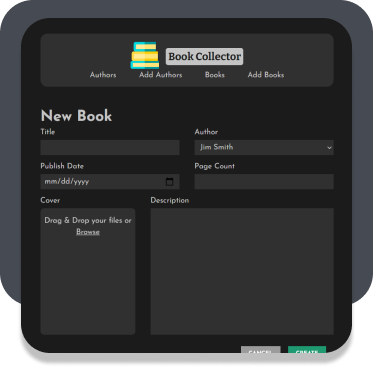 Book Collector
Authors Add Authors Books Add Books
New Book
Title Author
Jim Smith
Publish Date Page Count
mm/dd/yyyy
Cover Description
Drag & Drop your files or
Browse
CANCEL CREATE